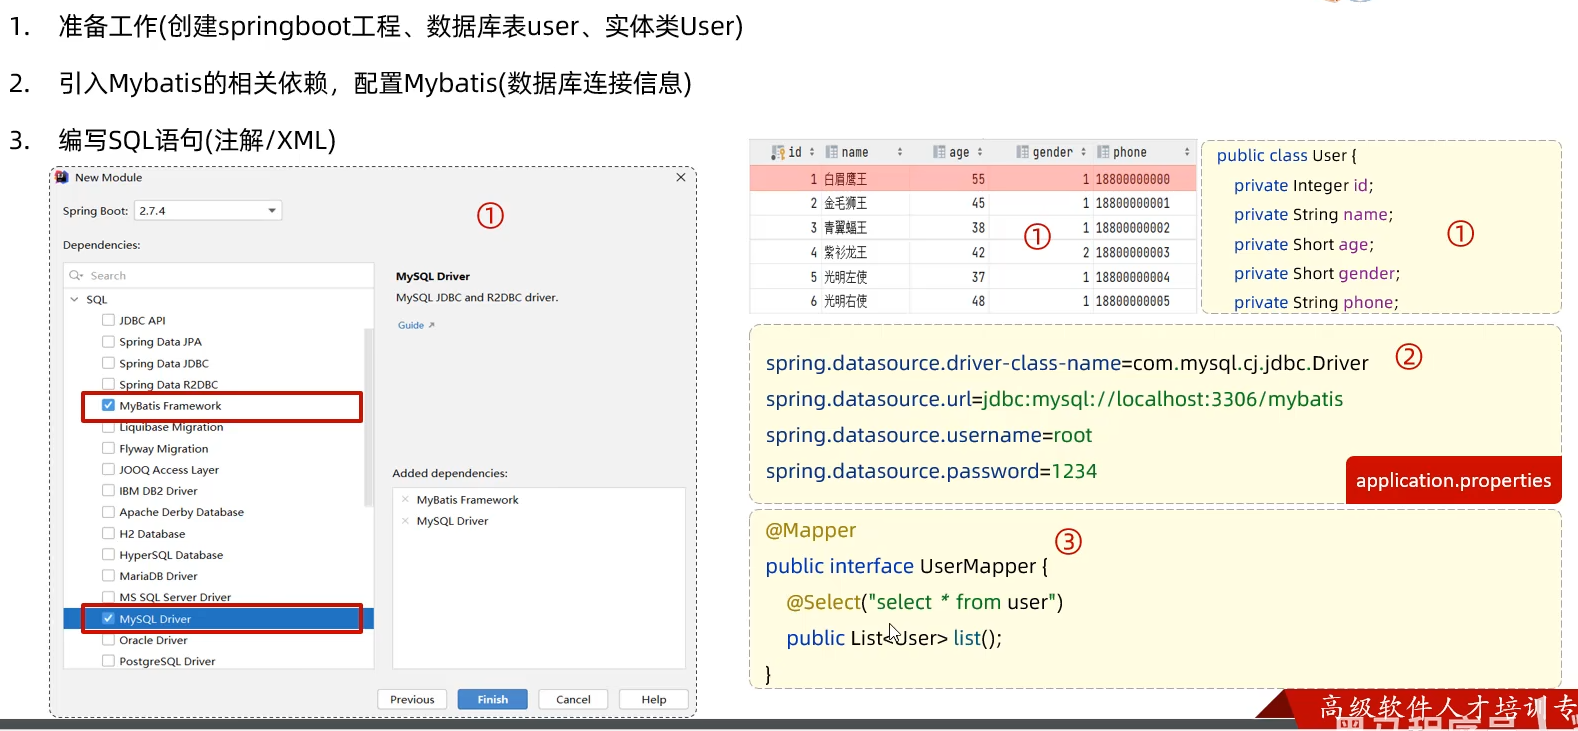 1. 准备工作(创建springboot工程、数据库表user、实体类User)
2. 引入Mybatis的相关依赖，配置Mybatis(数据库连接信息)
3. 编写SQL语句(注解/XML)
New Module
Spring Boot: 2.7.4
①
Dependencies:
Search
SQL
JDBC API
Spring Data JPA
Spring Data JDBC
Spring Data R2DBC
MyBatis Framework
Liquibase Migration
Flyway Migration
JOOQ Access Layer
IBM DB2 Driver
Apache Derby Database
H2 Database
HyperSQL Database
MariaDB Driver
MS SQL Server Driver
MySQL Driver
Oracle Driver
PostgreSQL Driver
MySQL Driver
MySQL JDBC and R2DBC driver.
Guide
Added dependencies:
MyBatis Framework
MySQL Driver
Previous Finish Cancel Help
id name age gender phone
1 白眉鹰王 55 1 18800000000
2 金毛狮王 45 1 18800000001
3 青翼蝠王 38 1 18800000002
4 紫衫龙王 42 2 18800000003
5 光明左使 37 1 18800000004
6 光明右使 48 1 18800000005
①
public class User {
private Integer id;
private String name;
private Short age;
private Short gender;
private String phone;
①
spring.datasource.driver-class-name=com.mysql.cj.jdbc.Driver
spring.datasource.url=jdbc:mysql://localhost:3306/mybatis
spring.datasource.username=root
spring.datasource.password=1234
②
application.properties
@Mapper
public interface UserMapper {
@Select("select * from user")
public List<User> list();
}
③
高级软件人才培训专